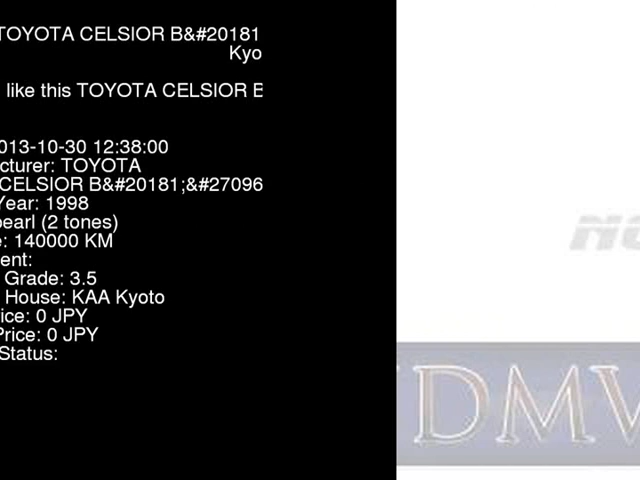 TOYOTA CELSIOR B&#20181
Kyo
like this TOYOTA CELSIOR B
013-10-30 12:38:00
cturer: TOYOTA
CELSIOR B&#20181;&#27096
Year: 1998
pearl (2 tones)
e: 140000 KM
ent:
Grade: 3.5
House: KAA Kyoto
ice: 0 JPY
Price: 0 JPY
Status:
NO
DMV